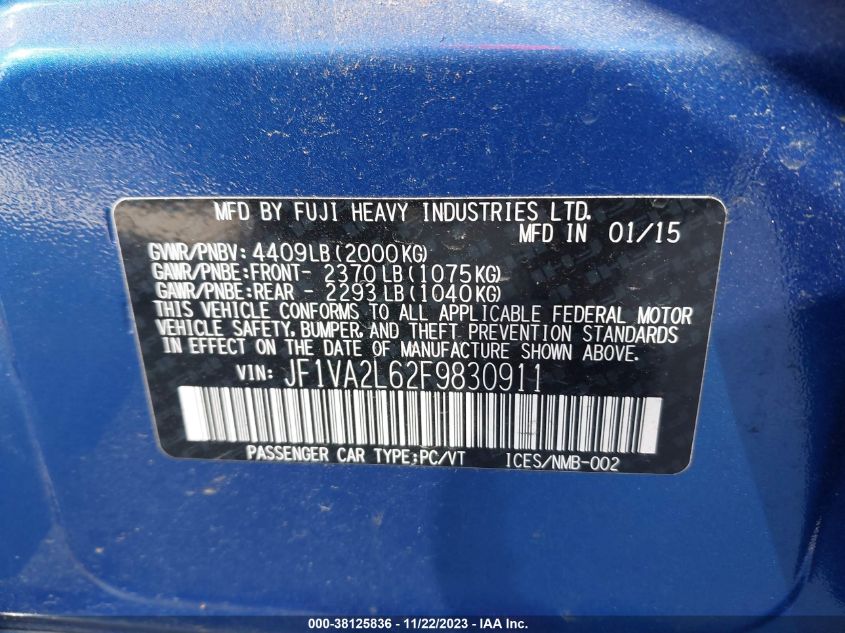 MFD BY FUJI HEAVY INDUSTRIES LTD.
MFD IN 01/15
GVWR/PNBV: 4409LB(2000KG)
GAWR/PNBE:FRONT- 2370LB(1075KG)
GAWR/PNBE:REAR - 2293LB(1040KG)
THIS VEHICLE CONFORMS TO ALL APPLICABLE FEDERAL MOTOR
VEHICLE SAFETY, BUMPER, AND THEFT PREVENTION STANDARDS
IN EFFECT ON THE DATE OF MANUFACTURE SHOWN ABOVE.
VIN: JF1VA2L62F9830911
PASSENGER CAR TYPE;PC/VT ICES/NMB-002
000-38125836 - 11/22/2023 - IAA Inc.